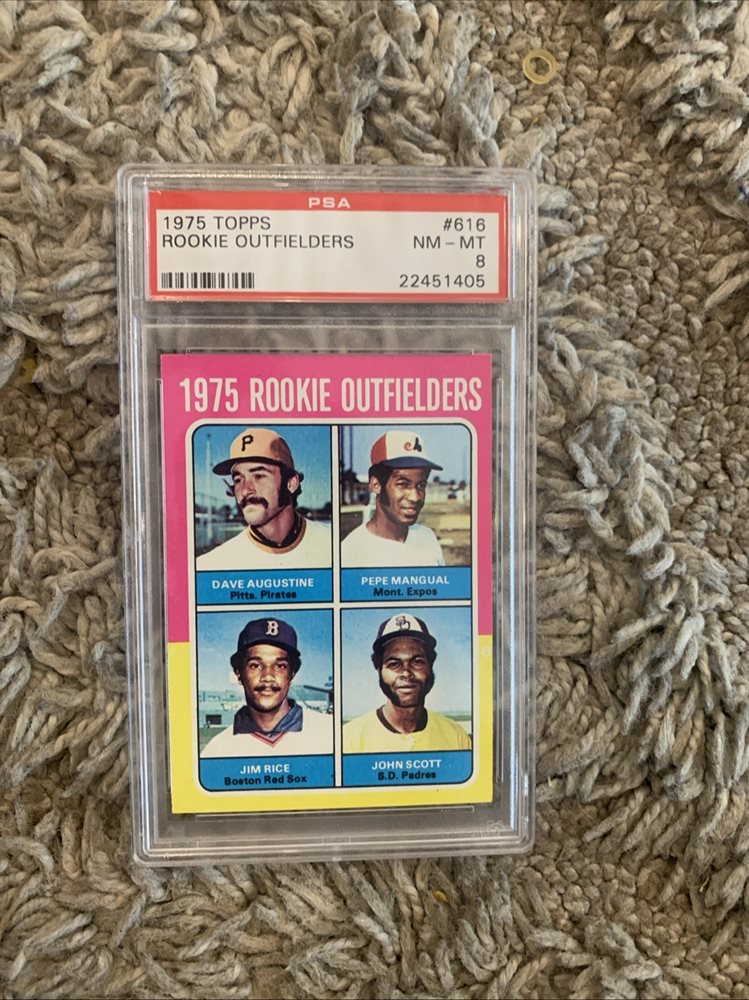 PSA
1975 TOPPS #616
ROOKIE OUTFIELDERS NM - MT
8
22451405
1975 ROOKIE OUTFIELDERS
P
DAVE AUGUSTINE
Pitts. Pirates
PEPE MANGUAL
Mont. Expos
B
JIM RICE
Boston Red Sox
SD
JOHN SCOTT
S.D. Padres